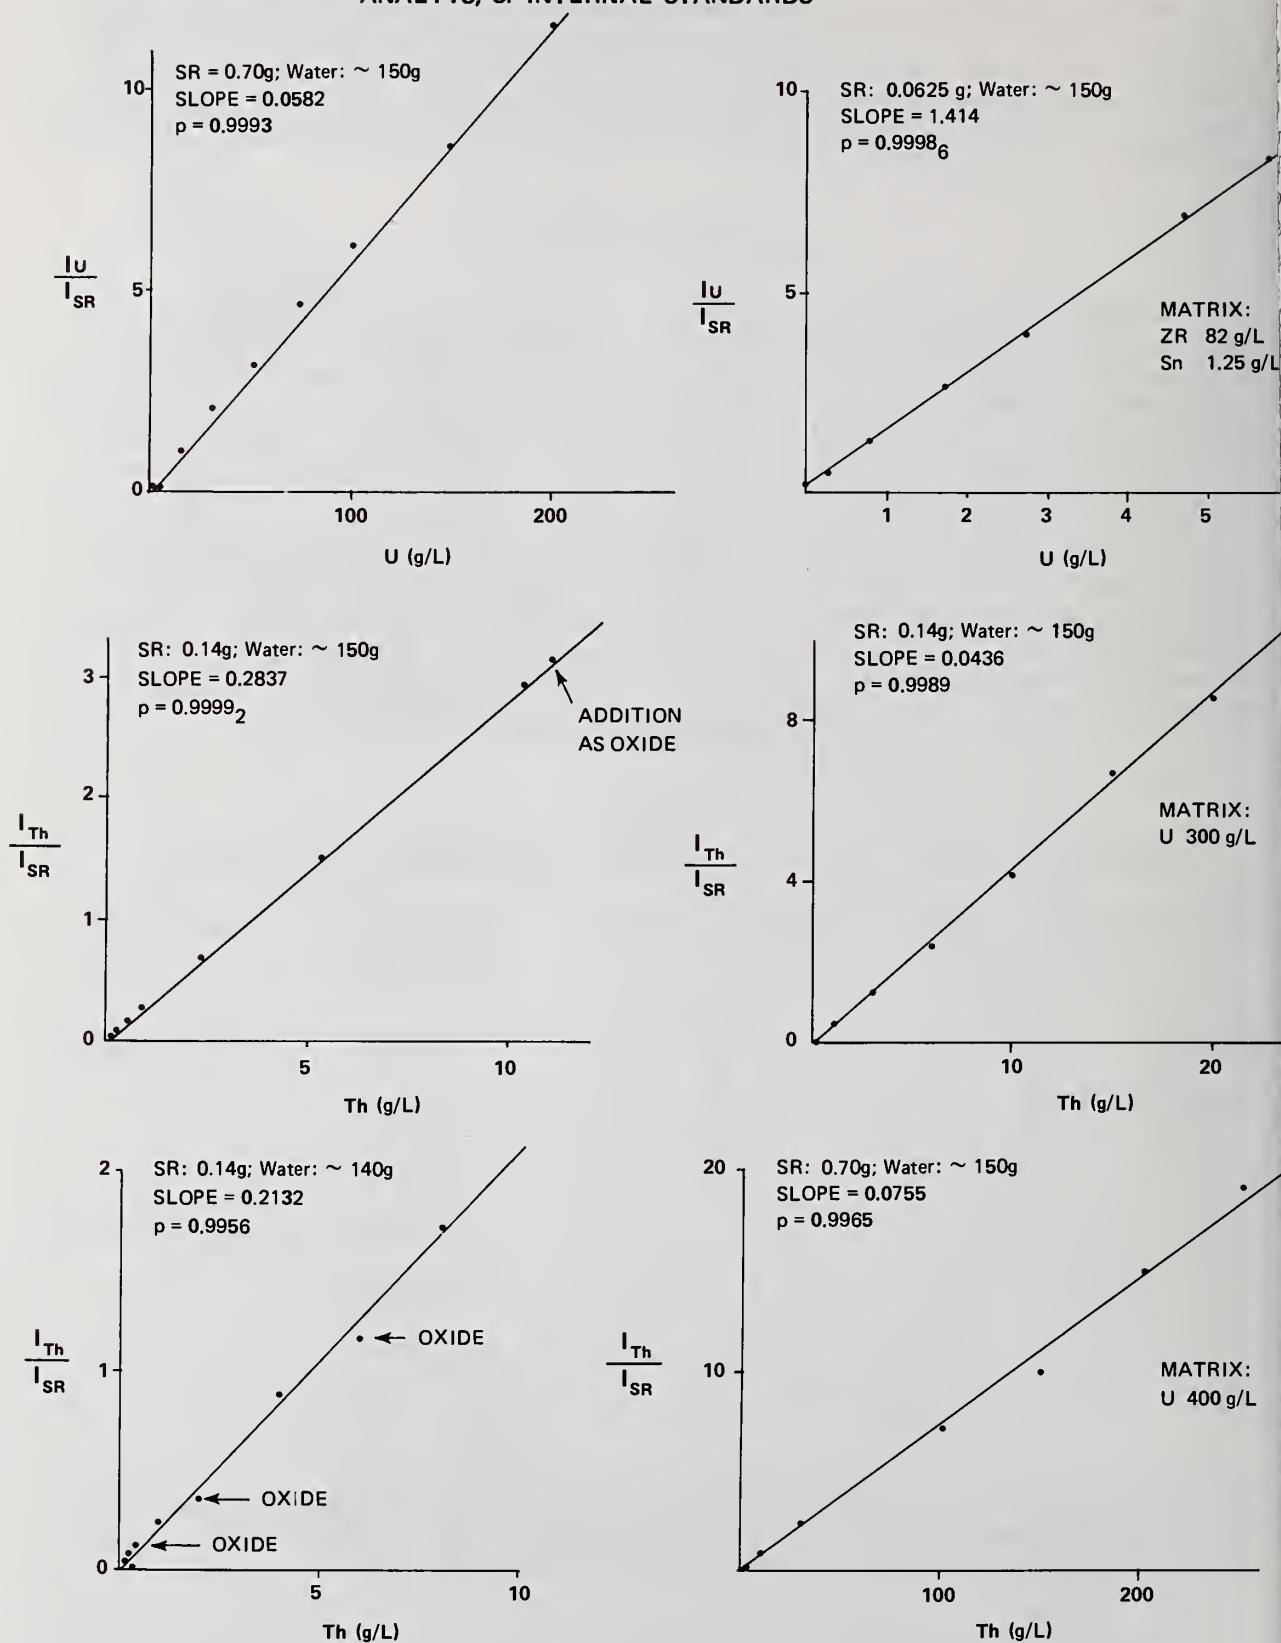 SR = 0.70g; Water: ~ 150g
SLOPE = 0.0582
p = 0.9993
10
5
0
100
200
IU
ISR
U (g/L)
SR: 0.0625 g; Water: ~ 150g
SLOPE = 1.414
p = 0.99986
10
5
IU
ISR
MATRIX:
ZR 82 g/L
Sn 1.25 g/L
1 2 3 4 5
U (g/L)
SR: 0.14g; Water: ~ 150g
SLOPE = 0.2837
p = 0.99992
3
2
1
0
ADDITION
AS OXIDE
ITh
ISR
5 10
Th (g/L)
SR: 0.14g; Water: ~ 150g
SLOPE = 0.0436
p = 0.9989
8
4
0
ITh
ISR
MATRIX:
U 300 g/L
10 20
Th (g/L)
SR: 0.14g; Water: ~ 140g
SLOPE = 0.2132
p = 0.9956
2
1
0
ITh
ISR
OXIDE
OXIDE
OXIDE
5 10
Th (g/L)
SR: 0.70g; Water: ~ 150g
SLOPE = 0.0755
p = 0.9965
20
10
ITh
ISR
MATRIX:
U 400 g/L
100 200
Th (g/L)